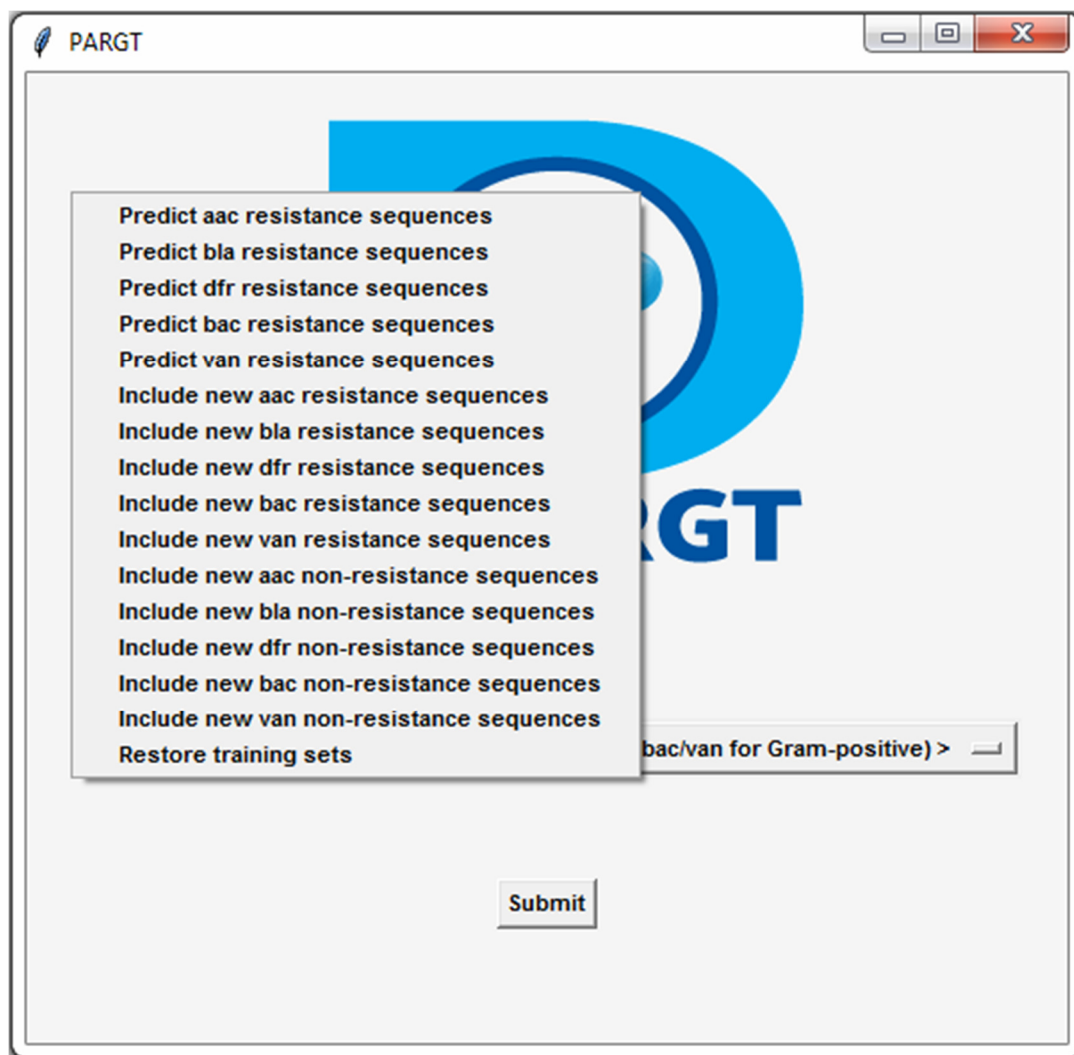 PARGT
Predict aac resistance sequences
Predict bla resistance sequences
Predict dfr resistance sequences
Predict bac resistance sequences
Predict van resistance sequences
Include new aac resistance sequences
Include new bla resistance sequences
Include new dfr resistance sequences
Include new bac resistance sequences
Include new van resistance sequences
Include new aac non-resistance sequences
Include new bla non-resistance sequences
Include new dfr non-resistance sequences
Include new bac non-resistance sequences
Include new van non-resistance sequences
Restore training sets
GT
bac/van for Gram-positive) >
Submit